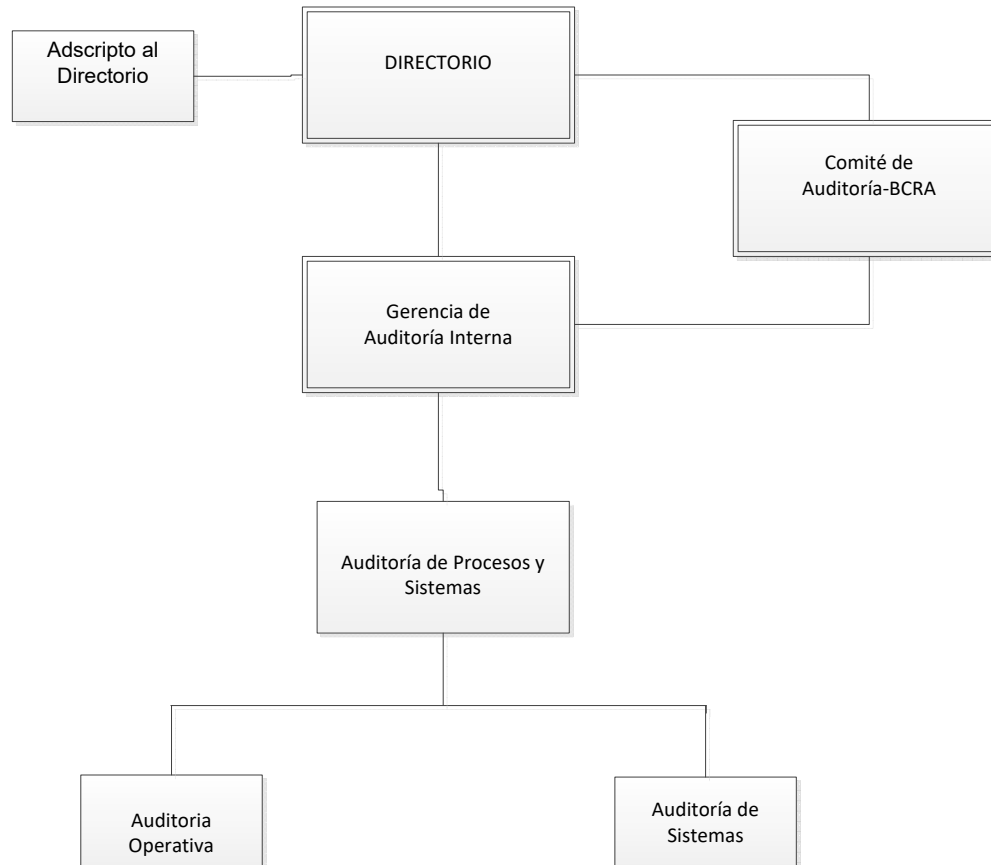 Adscripto al
Directorio
DIRECTORIO
Comité de
Auditoría-BCRA
Gerencia de
Auditoría Interna
Auditoría de Procesos y
Sistemas
Auditoria
Operativa
Auditoría de
Sistemas